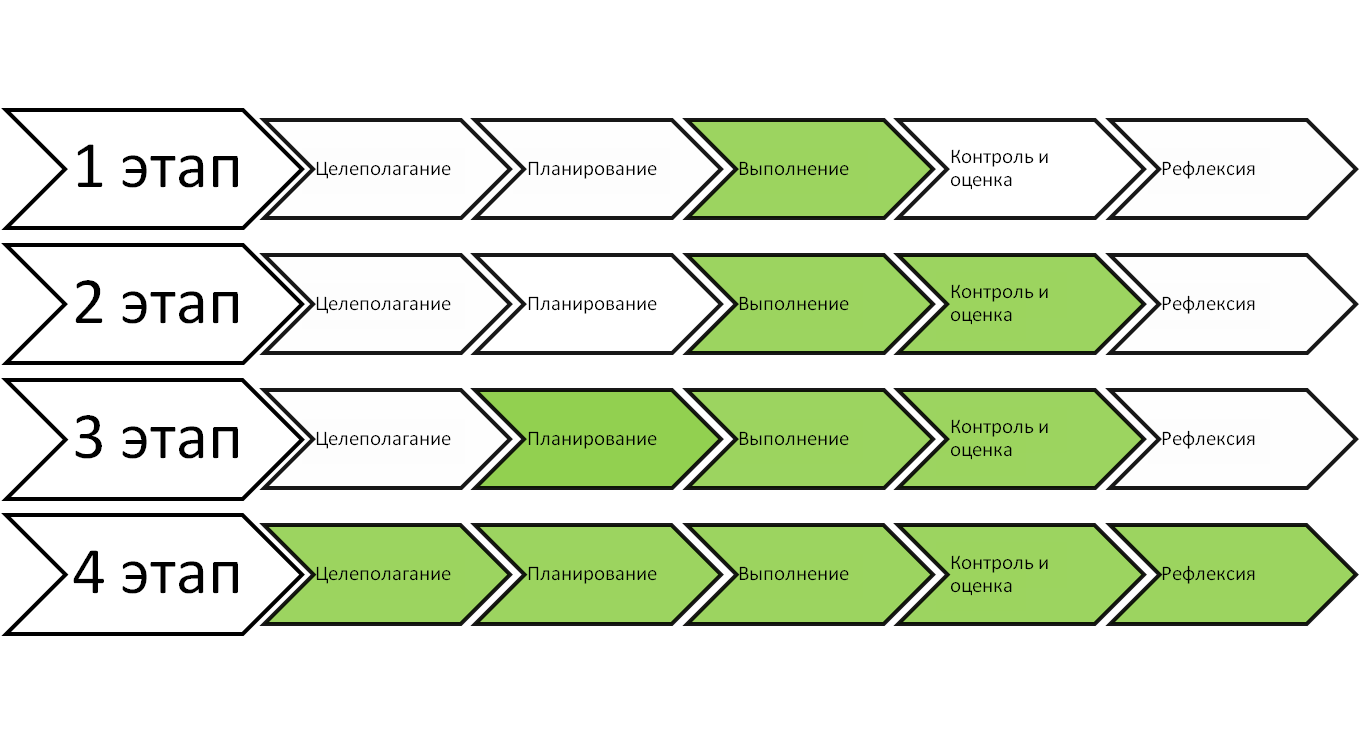 1 этап
Целеполагание
Планирование
Выполнение
Контроль и
оценка
Рефлексия
2 этап
Целеполагание
Планирование
Выполнение
Контроль и
оценка
Рефлексия
3 этап
Целеполагание
Планирование
Выполнение
Контроль и
оценка
Рефлексия
4 этап
Целеполагание
Планирование
Выполнение
Контроль и
оценка
Рефлексия